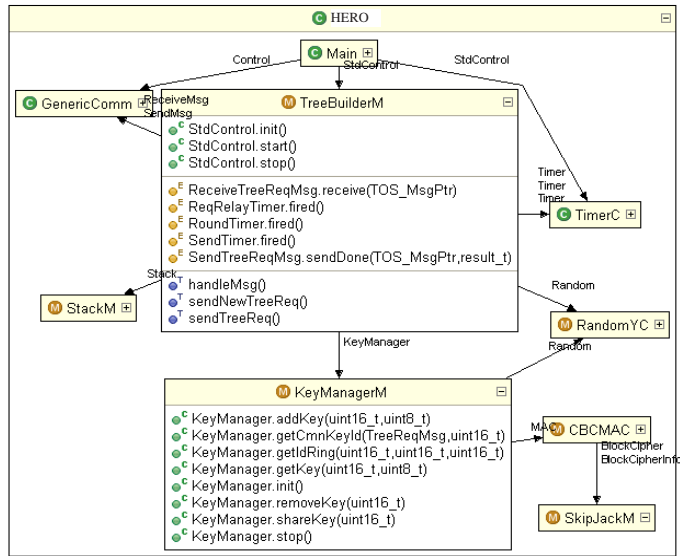 HERO
Main
Control
StdControl
StdControl
GenericComm
ReceiveMsg
SendMsg
TreeBuilderM
StdControl.init()
StdControl.start()
StdControl.stop()
ReceiveTreeReqMsg.receive(TOS_MsgPtr)
ReqRelayTimer.fired()
RoundTimer.fired()
SendTimer.fired()
SendTreeReqMsg.sendDone(TOS_MsgPtr,result_t)
handleMsg()
sendNewTreeReq()
sendTreeReq()
Timer
Timer
Timer
TimerC
Stack
StackM
Random
RandomYC
Random
KeyManager
KeyManagerM
KeyManager.addKey(uint16_t,uint8_t)
KeyManager.getCmnKeyId(TreeReqMsg,uint16_t)
KeyManager.getIdRing(uint16_t,uint16_t,uint16_t)
KeyManager.getKey(uint16_t,uint8_t)
KeyManager.init()
KeyManager.removeKey(uint16_t)
KeyManager.shareKey(uint16_t)
KeyManager.stop()
MAC
CBCMAC
BlockCipher
BlockCipherInfo
SkipJackM